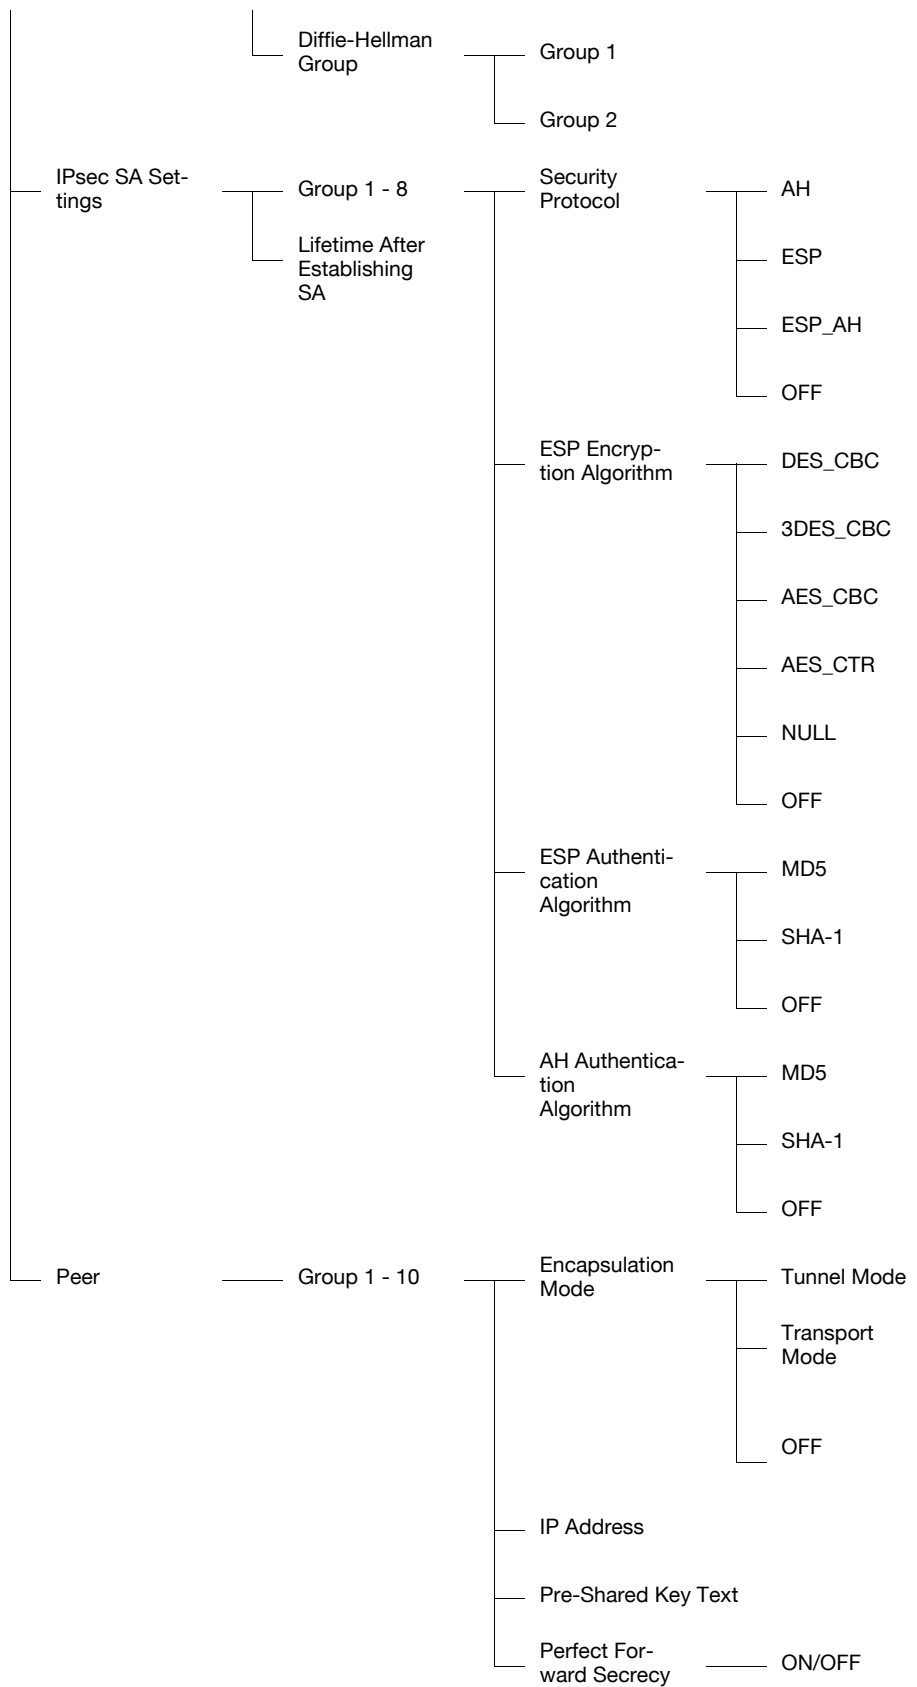 Diffie-Hellman
Group
Group 1
Group 2
IPsec SA Set-
tings
Group 1 - 8
Security
Protocol
AH
Lifetime After
Establishing
SA
ESP
ESP_AH
OFF
ESP Encryp-
tion Algorithm
DES_CBC
3DES_CBC
AES_CBC
AES_CTR
NULL
OFF
ESP Authenti-
cation
Algorithm
MD5
SHA-1
OFF
AH Authentica-
tion
Algorithm
MD5
SHA-1
OFF
Peer
Group 1 - 10
Encapsulation
Mode
Tunnel Mode
Transport
Mode
OFF
IP Address
Pre-Shared Key Text
Perfect For-
ward Secrecy
ON/OFF